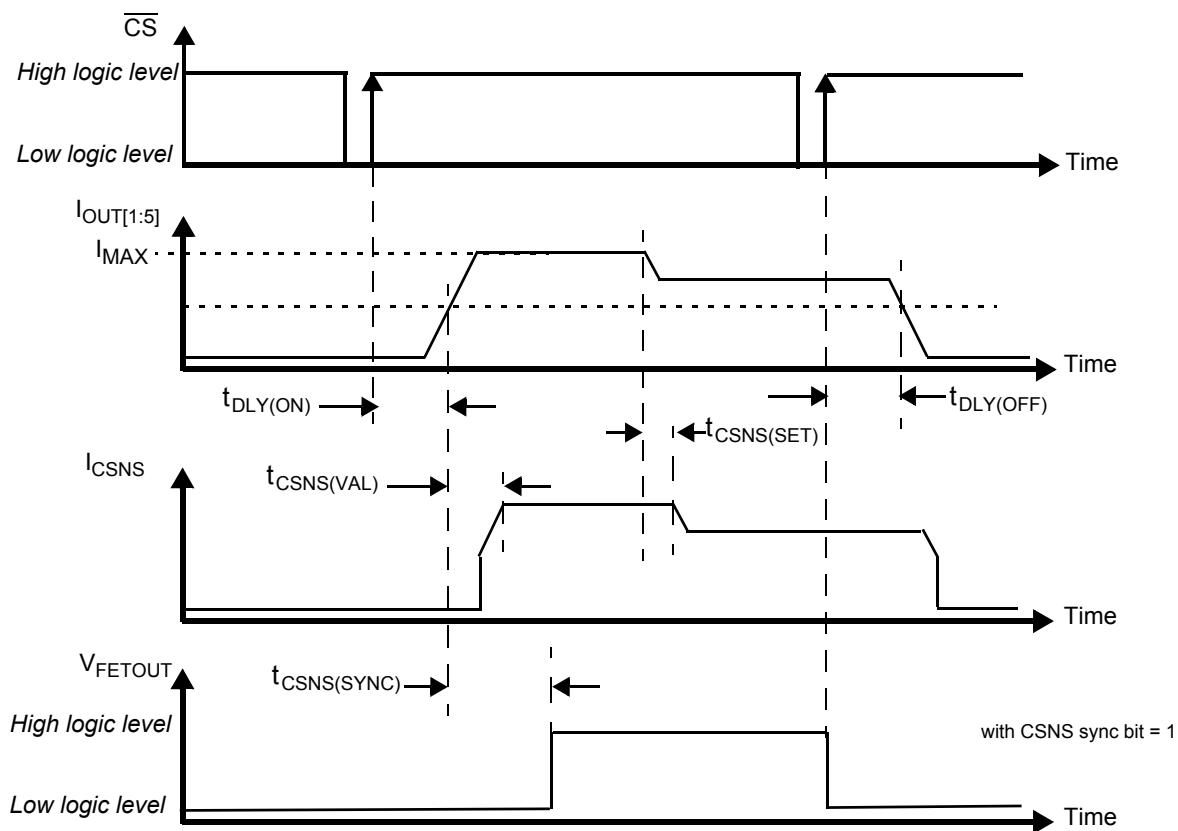 CS
High logic level
Low logic level
Time
IOUT[1:5]
IMAX
Time
tDLY(ON)
tDLY(OFF)
tCSNS(SET)
ICSNS
tCSNS(VAL)
Time
VFETOUT
tCSNS(SYNC)
High logic level
with CSNS sync bit = 1
Low logic level
Time